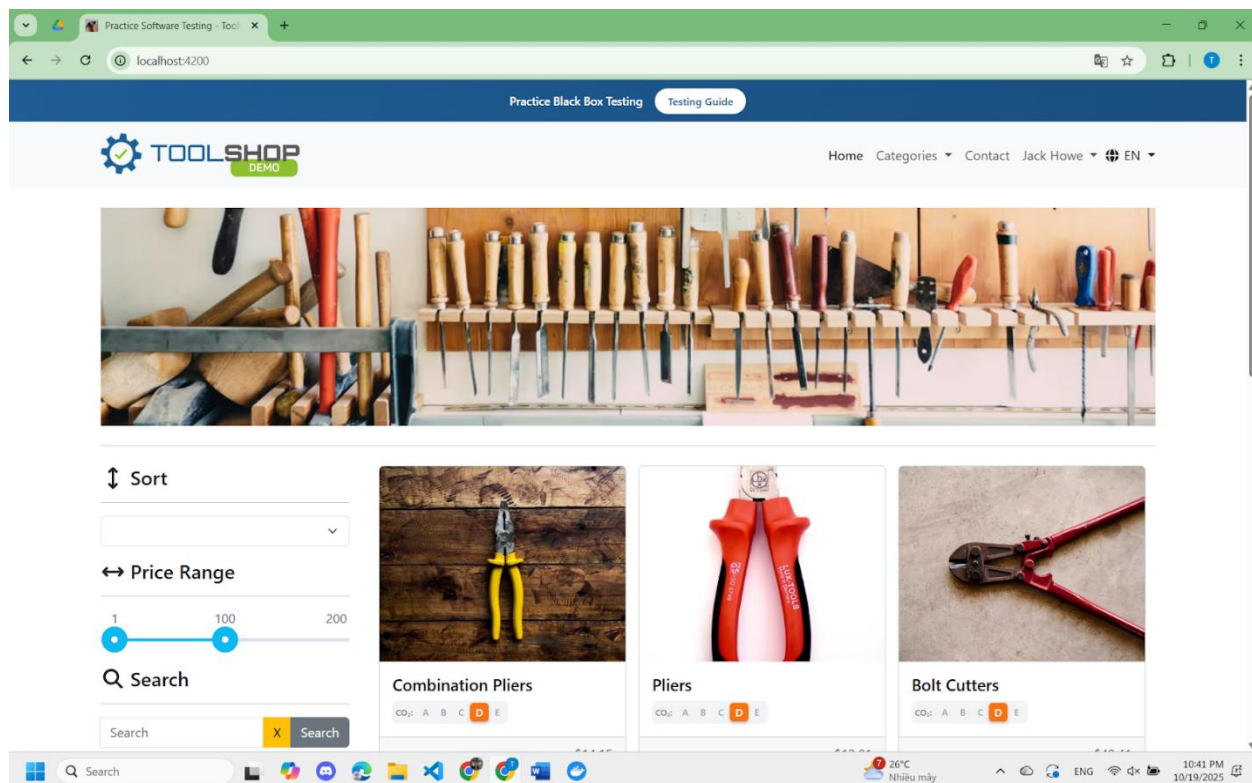 Practice Software Testing - Tool
localhost:4200
Practice Black Box Testing Testing Guide
TOOLSHOP
DEMO
Home Categories Contact Jack Howe EN
Sort
Price Range
1 100 200
Search
Search X Search
Combination Pliers
CO₂: A B C D E
Pliers
CO₂: A B C D E
Bolt Cutters
CO₂: A B C D E
Search
7
26°C
Nhiều mây
ENG
10:41 PM
10/19/2025